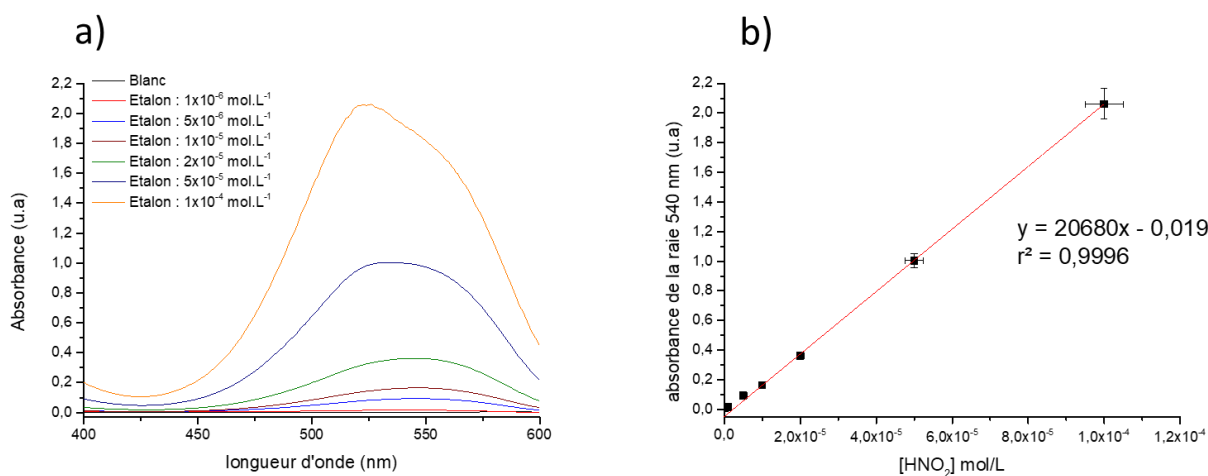 a)
Blanc
Etalon : 1x10⁻⁶ mol.L⁻¹
Etalon : 5x10⁻⁶ mol.L⁻¹
Etalon : 1x10⁻⁵ mol.L⁻¹
Etalon : 2x10⁻⁵ mol.L⁻¹
Etalon : 5x10⁻⁵ mol.L⁻¹
Etalon : 1x10⁻⁴ mol.L⁻¹
2,2
2,0
1,8
1,6
1,4
1,2
1,0
0,8
0,6
0,4
0,2
0,0
Absorbance (u.a)
400
450
500
550
600
longueur d'onde (nm)
b)
2,2
2,0
1,8
1,6
1,4
1,2
1,0
0,8
0,6
0,4
0,2
0,0
absorbance de la raie 540 nm (u.a)
y = 20680x - 0,019
r² = 0,9996
0,0
2,0x10⁻⁵
4,0x10⁻⁵
6,0x10⁻⁵
8,0x10⁻⁵
1,0x10⁻⁴
1,2x10⁻⁴
[HNO₂] mol/L